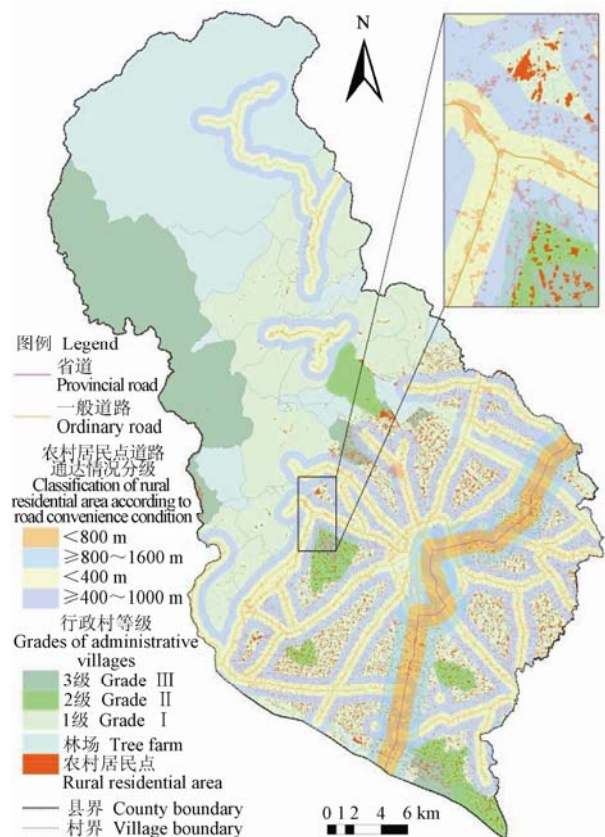 N
图例 Legend
省道
Provincial road
一般道路
Ordinary road
农村居民点道路
通达情况分级
Classification of rural
residential area according to
road convenience condition
<800 m
≥800~1600 m
<400 m
≥400~1000 m
行政村等级
Grades of administrative
villages
3级 Grade Ⅲ
2级 Grade Ⅱ
1级 Grade Ⅰ
林场 Tree farm
农村居民点
Rural residential area
县界 County boundary
村界 Village boundary
0 1 2 4 6 km